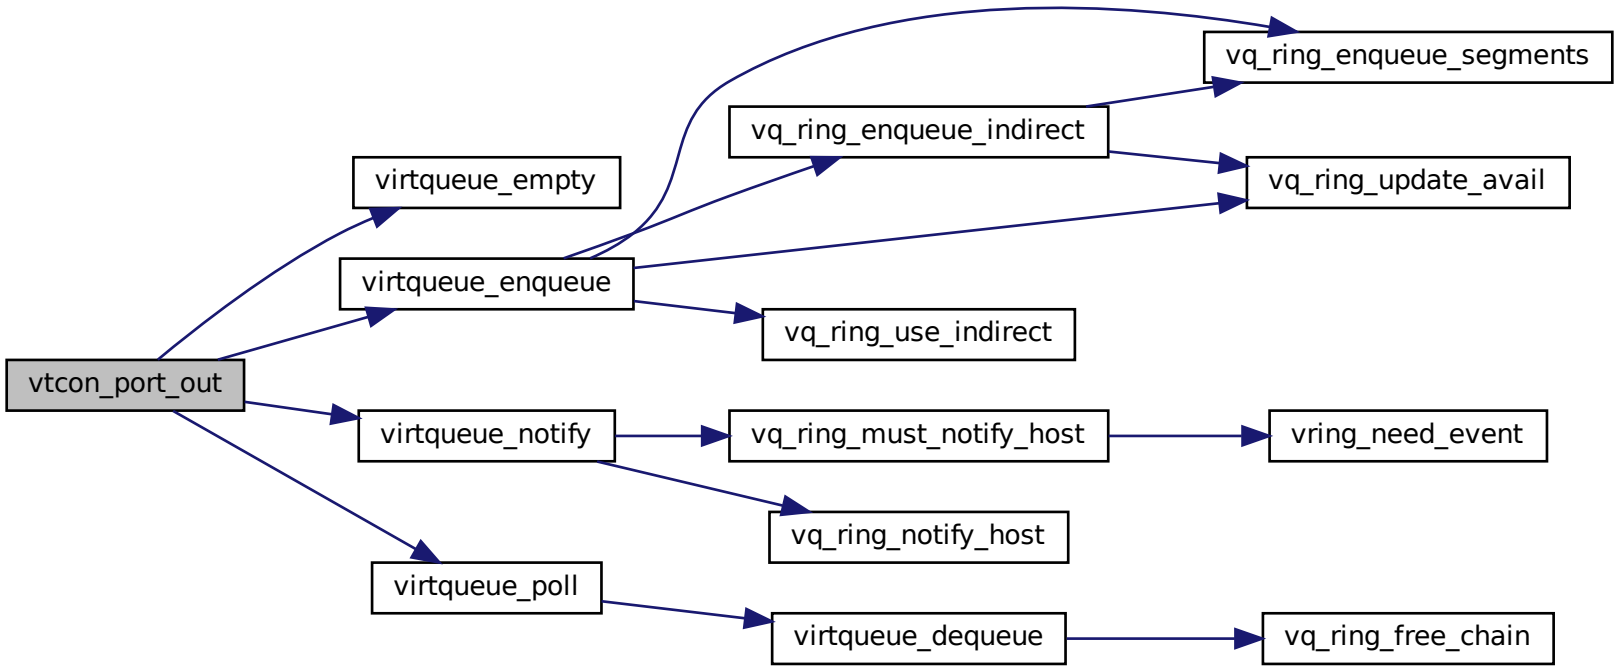 vq_ring_enqueue_segments
vq_ring_enqueue_indirect
virtqueue_empty
vq_ring_update_avail
virtqueue_enqueue
vq_ring_use_indirect
vtcon_port_out
virtqueue_notify
vq_ring_must_notify_host
vring_need_event
vq_ring_notify_host
virtqueue_poll
virtqueue_dequeue
vq_ring_free_chain